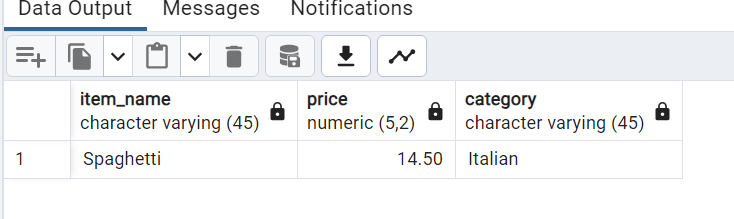 Data Output Messages Notifications
item_name price category
character varying (45) numeric (5,2) character varying (45)
1 Spaghetti 14.50 Italian